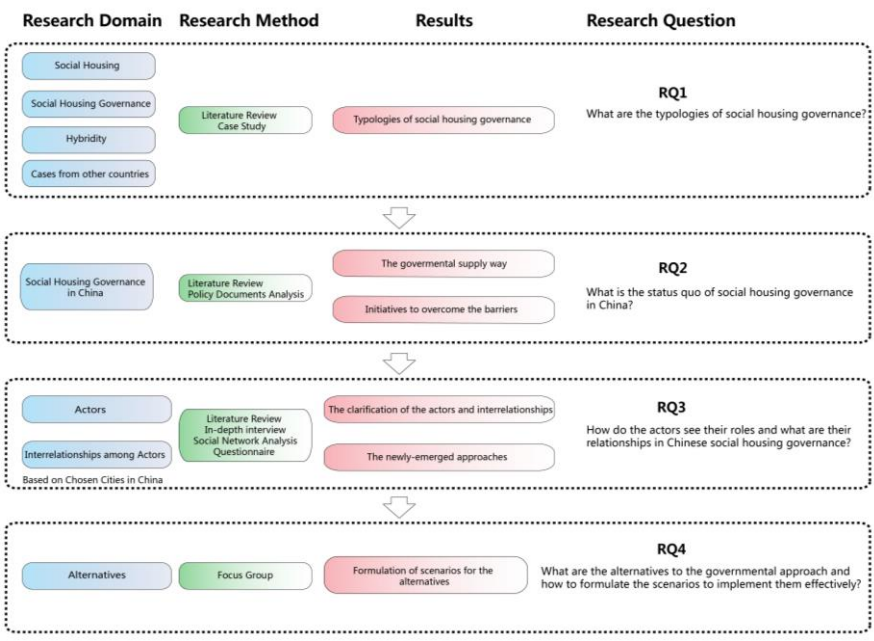 Research Domain
Research Method
Results
Research Question
Social Housing
Social Housing Governance
Hybridity
Cases from other countries
Literature Review
Case Study
Typologies of social housing governance
RQ1
What are the typologies of social housing governance?
Social Housing Governance
in China
Literature Review
Policy Documents Analysis
The govermental supply way
Initiatives to overcome the barriers
RQ2
What is the status quo of social housing governance
in China?
Actors
Interrelationships among Actors
Based on Chosen Cities in China
Literature Review
In-depth interview
Social Network Analysis
Questionnaire
The clarification of the actors and interrelationships
The newly-emerged approaches
RQ3
How do the actors see their roles and what are their
relationships in Chinese social housing governance?
Alternatives
Focus Group
Formulation of scenarios for the
alternatives
RQ4
What are the alternatives to the governmental approach and
how to formulate the scenarios to implement them effectively?